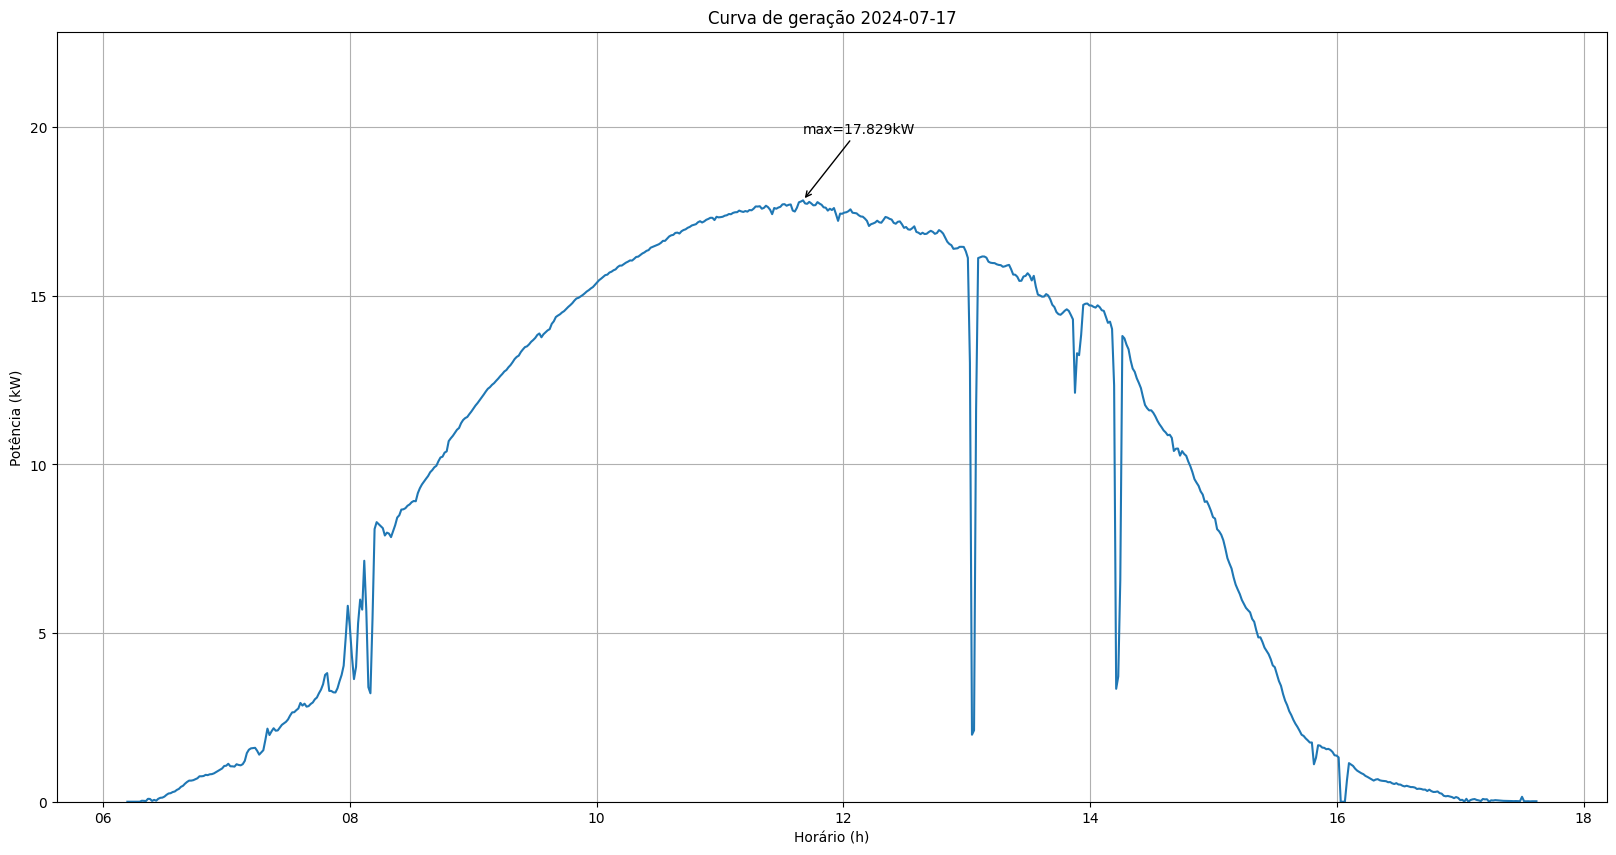 Curva de geração 2024-07-17
max=17.829kW
Potência (kW)
20
15
10
5
0
06 08 10 12 14 16 18
Horário (h)